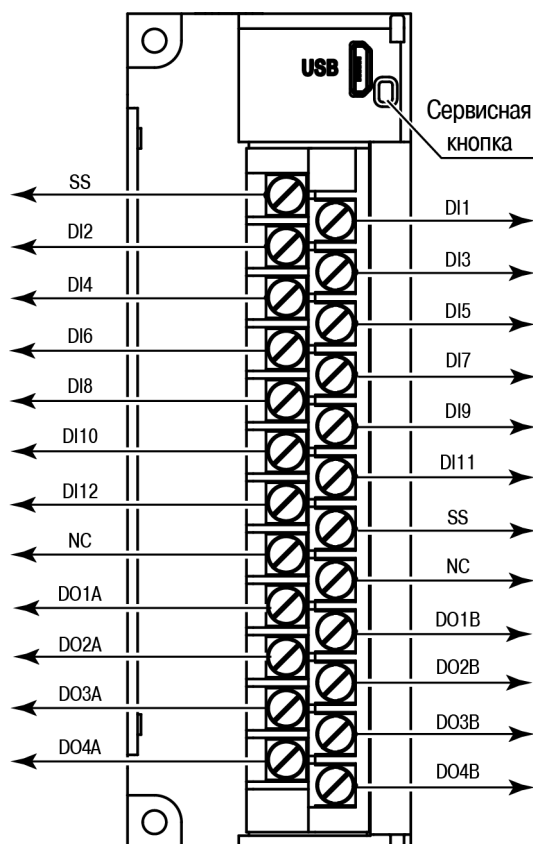 USB
Сервисная
кнопка
SS
DI1
DI2
DI3
DI4
DI5
DI6
DI7
DI8
DI9
DI10
DI11
DI12
SS
NC
NC
DO1A
DO1B
DO2A
DO2B
DO3A
DO3B
DO4A
DO4B